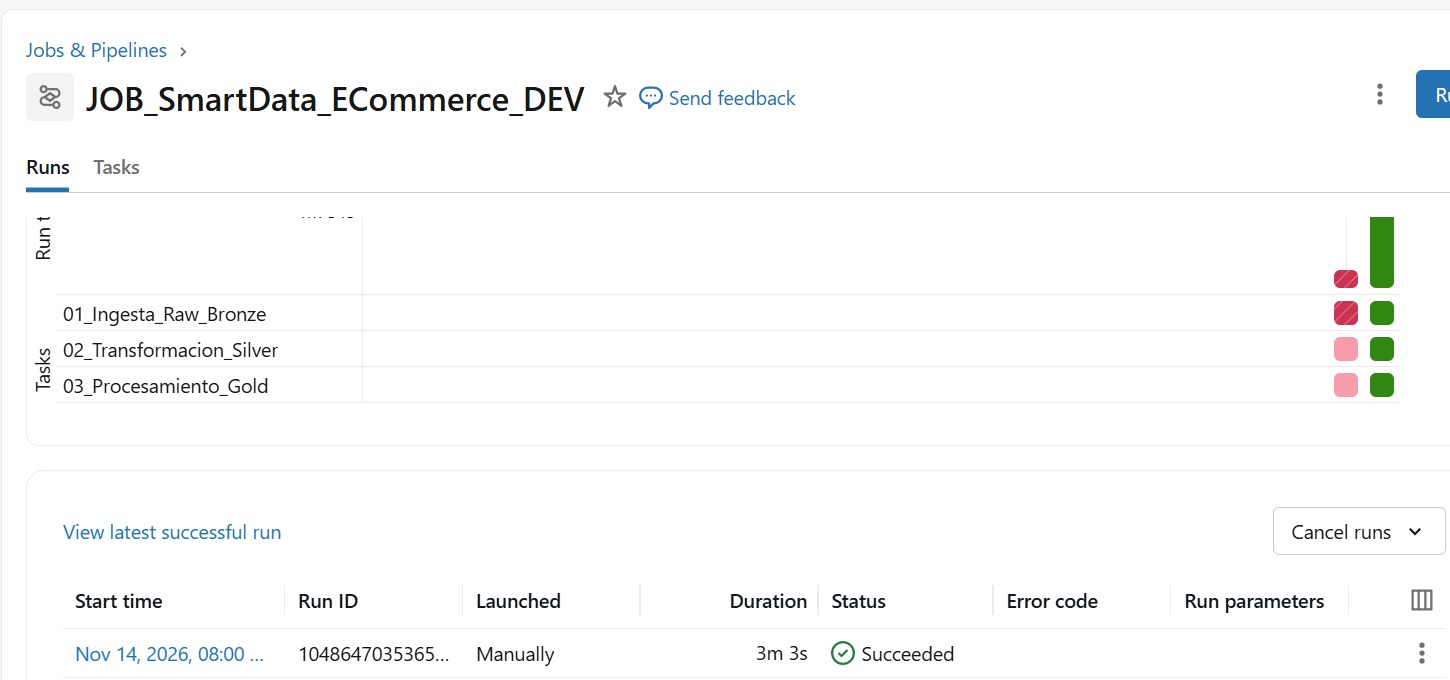 Jobs & Pipelines
JOB_SmartData_ECommerce_DEV Send feedback
Runs Tasks
01_Ingesta_Raw_Bronze
02_Transformacion_Silver
Tasks
03_Procesamiento_Gold
View latest successful run Cancel runs
Start time Run ID Launched Duration Status Error code Run parameters
Nov 14, 2026, 08:00 ... 1048647035365... Manually 3m 3s Succeeded